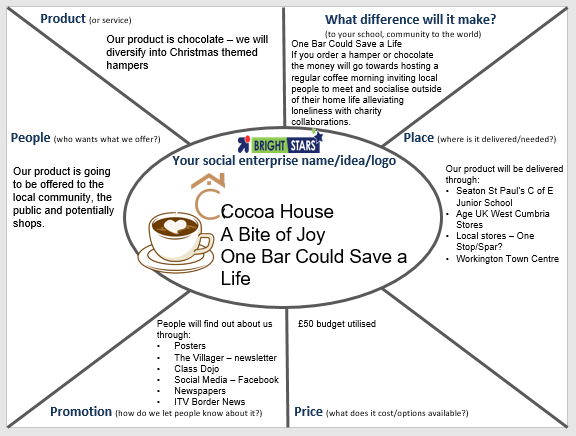 Product (or service)
Our product is chocolate – we will
diversify into Christmas themed
hampers
What difference will it make?
(to your school, community to the world)
One Bar Could Save a Life
If you order a hamper or chocolate
the money will go towards hosting a
regular coffee morning inviting local
people to meet and socialise outside
of their home life alleviating
loneliness with charity
collaborations.
People (who wants what we offer?)
Our product is going
to be offered to the
local community, the
public and potentially
shops.
BRIGHT STARS
Your social enterprise name/idea/logo
C
Cocoa House
A Bite of Joy
One Bar Could Save a
Life
Place (where is it delivered/needed?)
Our product will be delivered
through:
• Seaton St Paul's C of E
Junior School
• Age UK West Cumbria
Stores
• Local stores – One
Stop/Spar?
• Workington Town Centre
People will find out about us
through:
• Posters
• The Villager – newsletter
• Class Dojo
• Social Media – Facebook
• Newspapers
• ITV Border News
Promotion (how do we let people know about it?)
£50 budget utilised
Price (what does it cost/options available?)